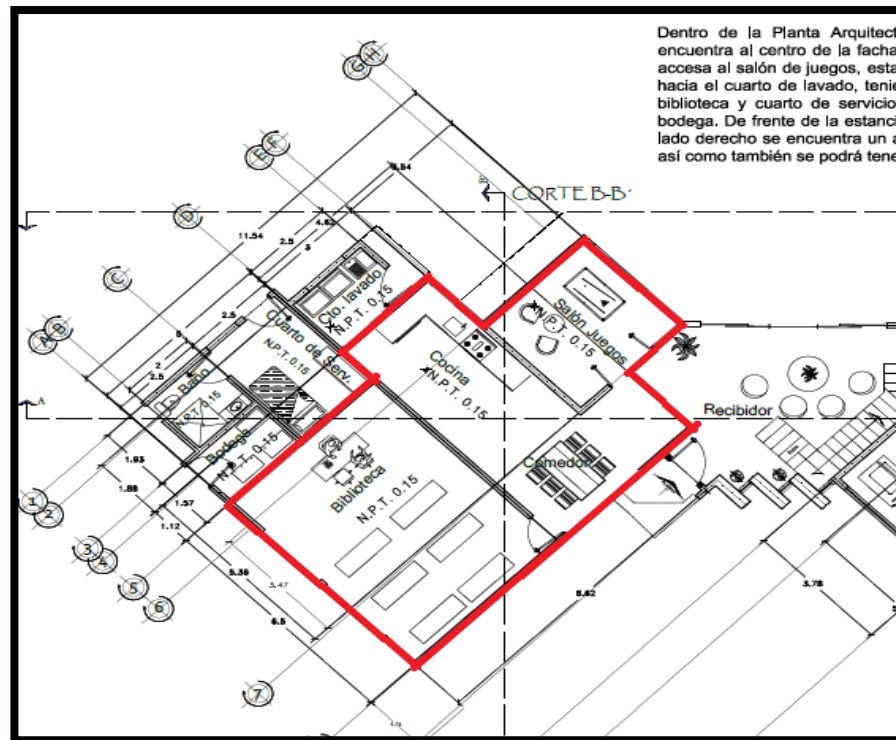 Dentro de la Planta Arquitect
encuentra al centro de la facha
accesa al salón de juegos, esta
hacia el cuarto de lavado, tenie
biblioteca y cuarto de servicio
bodega. De frente de la estanci
lado derecho se encuentra un a
así como también se podrá tene
G H
E F
D
C
A B
B'
CORTE B-B'
5.54
4.62
11.54
2.5
3
2.5
5
2
2.5
Cto. lavado
N.P.T. 0.15
Salón Juegos
N.P.T. 0.15
Cuarto de Serv.
N.P.T. 0.15
Cocina
N.P.T. 0.15
Baño
N.P.T. 0.15
Bodega
N.P.T. 0.15
Biblioteca
N.P.T. 0.15
Comedor
Recibidor
A
1.93
1.88
1.57
1.12
5.36
5.47
6.5
8.62
3.78
1
2
3
4
5
6
7